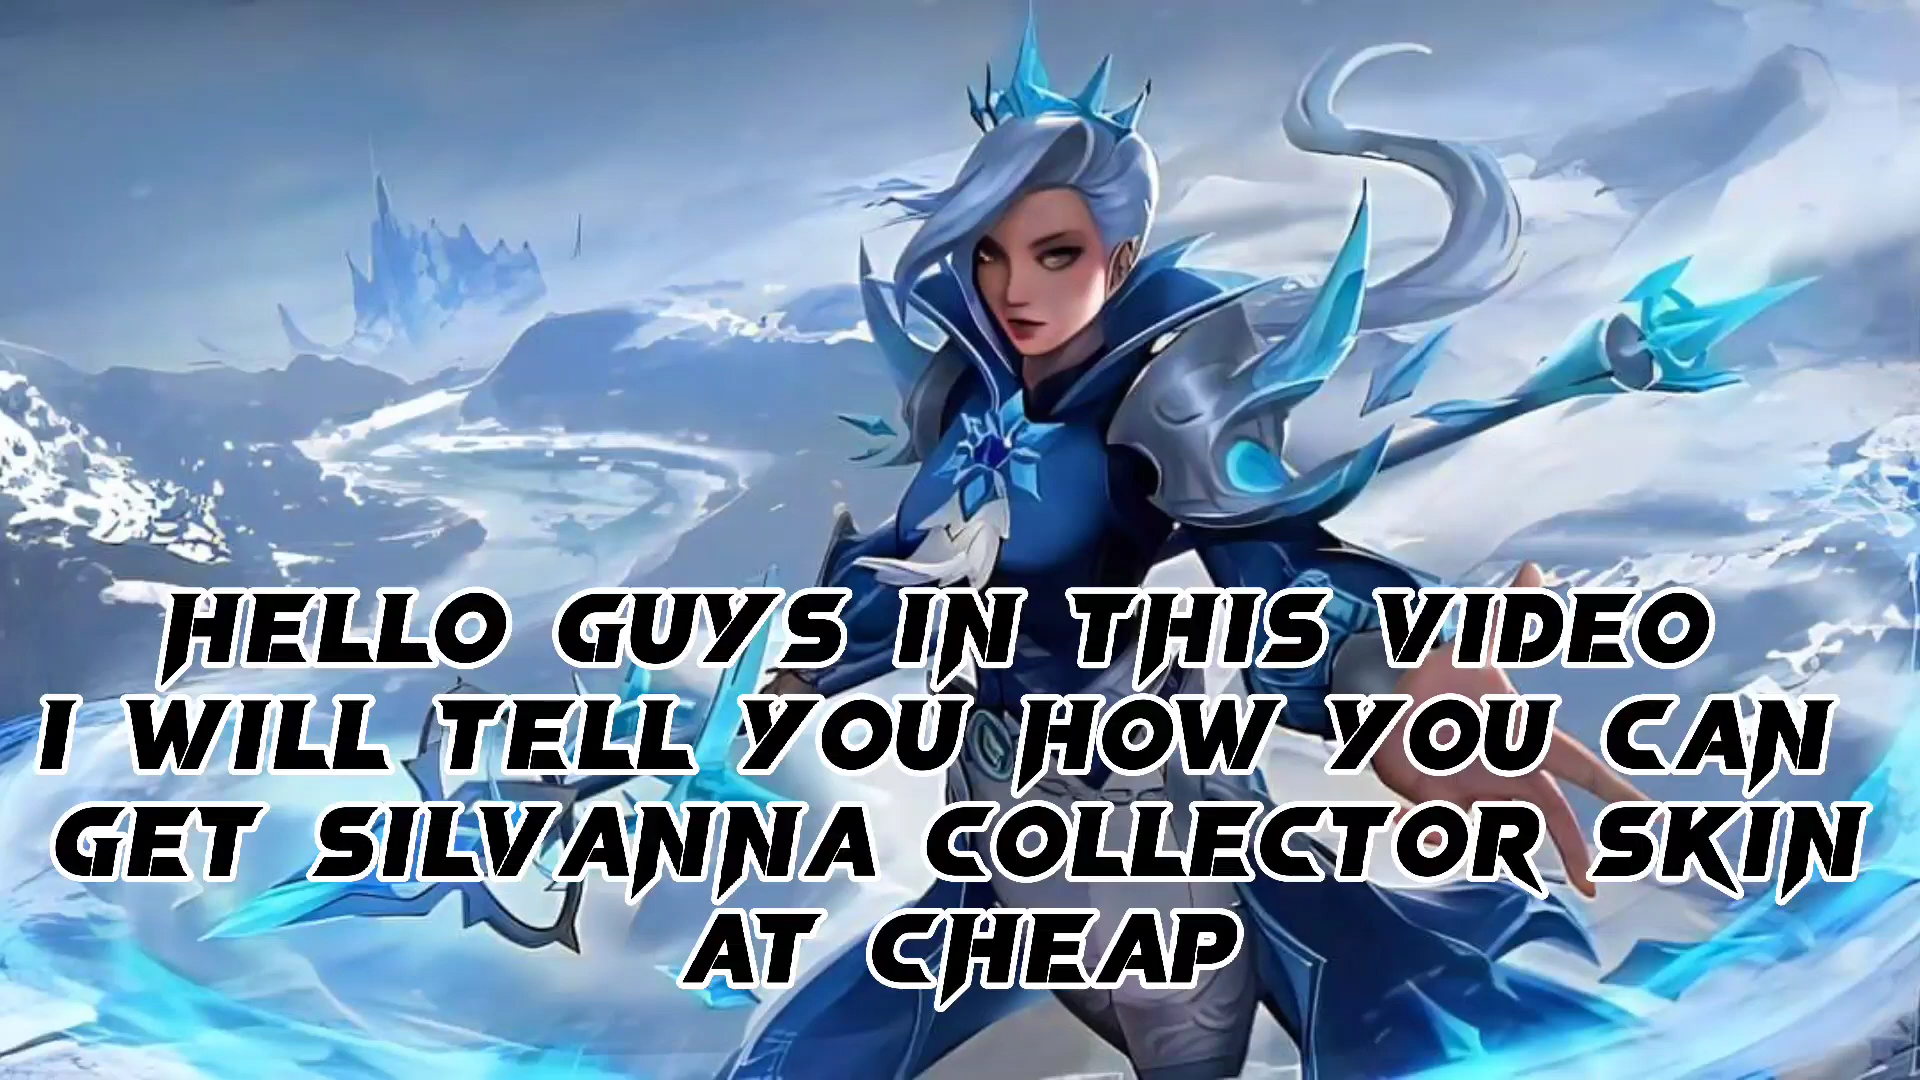 HELLO GUYS IN THIS VIDEO
I WILL TELL YOU HOW YOU CAN
GET SILVANNA COLLECTOR SKIN
AT CHEAP